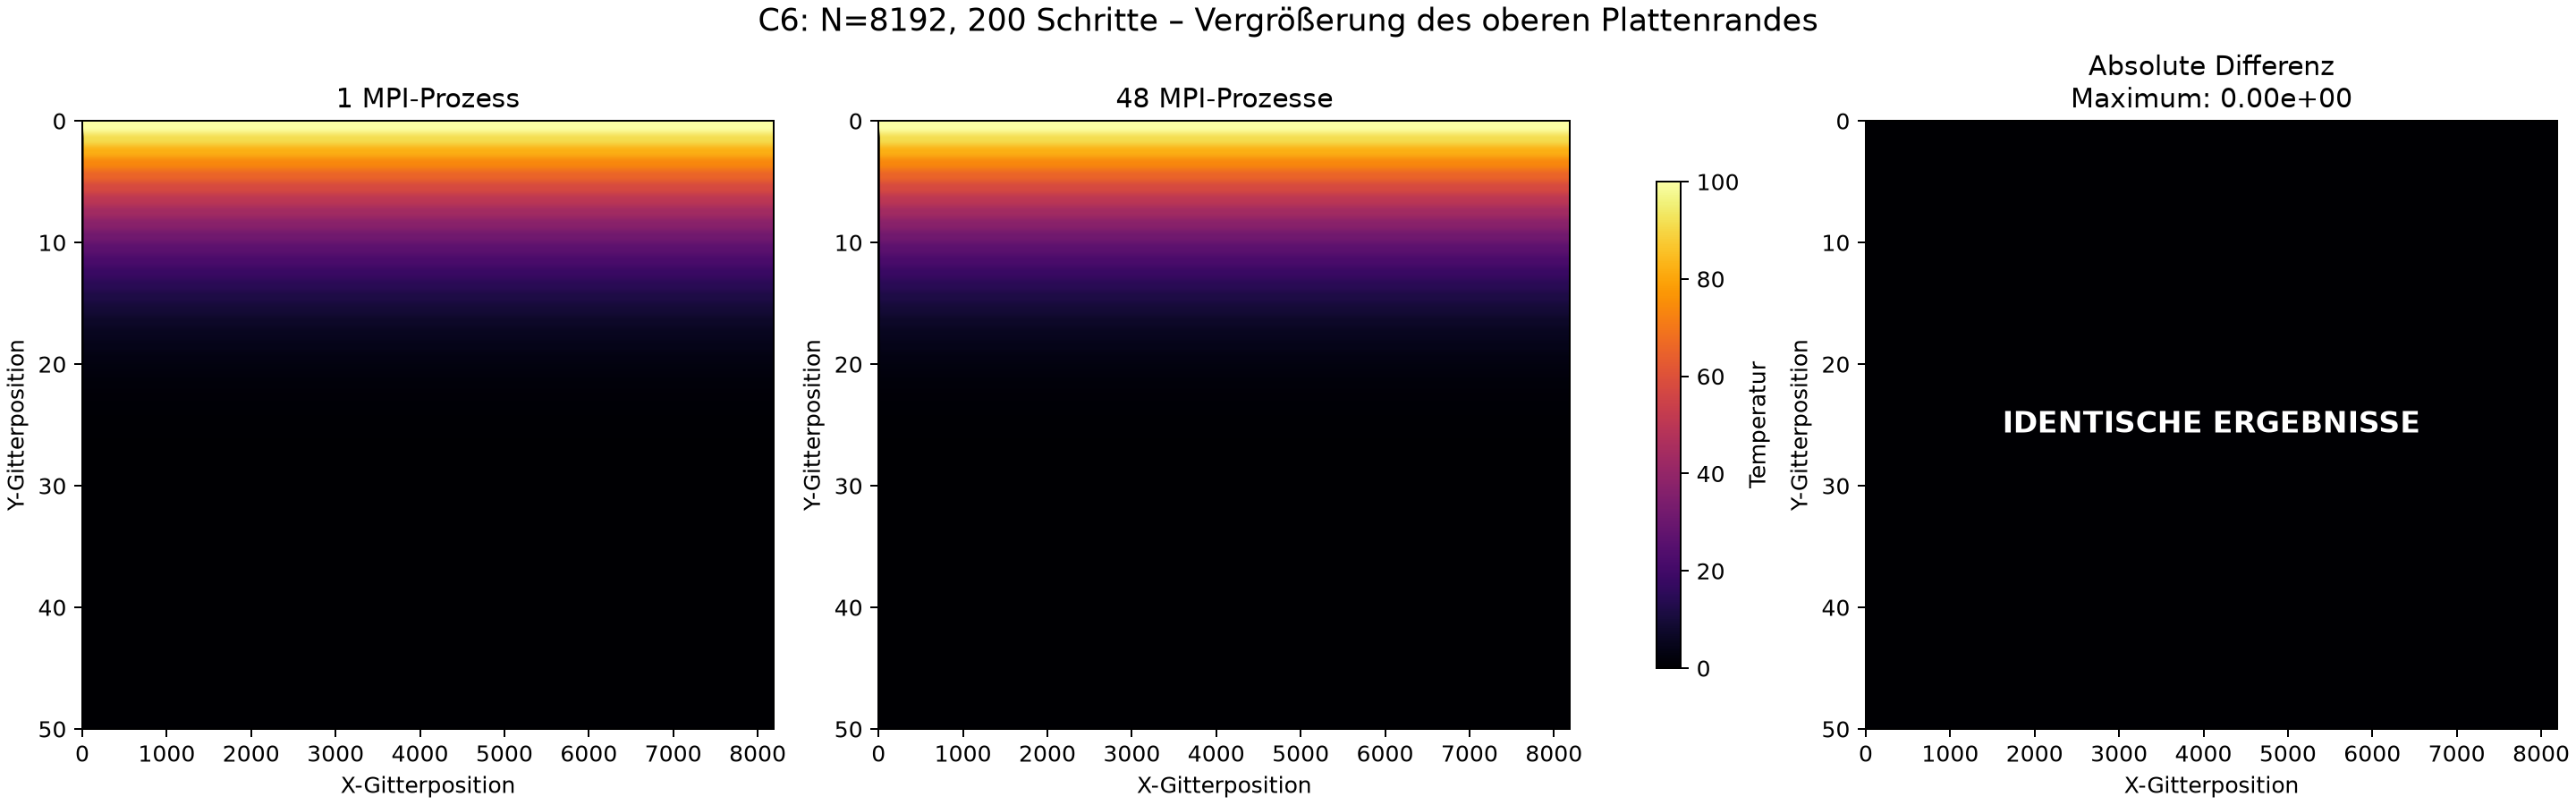 C6: N=8192, 200 Schritte – Vergrößerung des oberen Plattenrandes
1 MPI-Prozess
0
10
20
30
40
50
Y-Gitterposition
0 1000 2000 3000 4000 5000 6000 7000 8000
X-Gitterposition
48 MPI-Prozesse
0
10
20
30
40
50
Y-Gitterposition
0 1000 2000 3000 4000 5000 6000 7000 8000
X-Gitterposition
100
80
60
40
20
0
Temperatur
Absolute Differenz
Maximum: 0.00e+00
0
10
20
30
40
50
Y-Gitterposition
IDENTISCHE ERGEBNISSE
0 1000 2000 3000 4000 5000 6000 7000 8000
X-Gitterposition